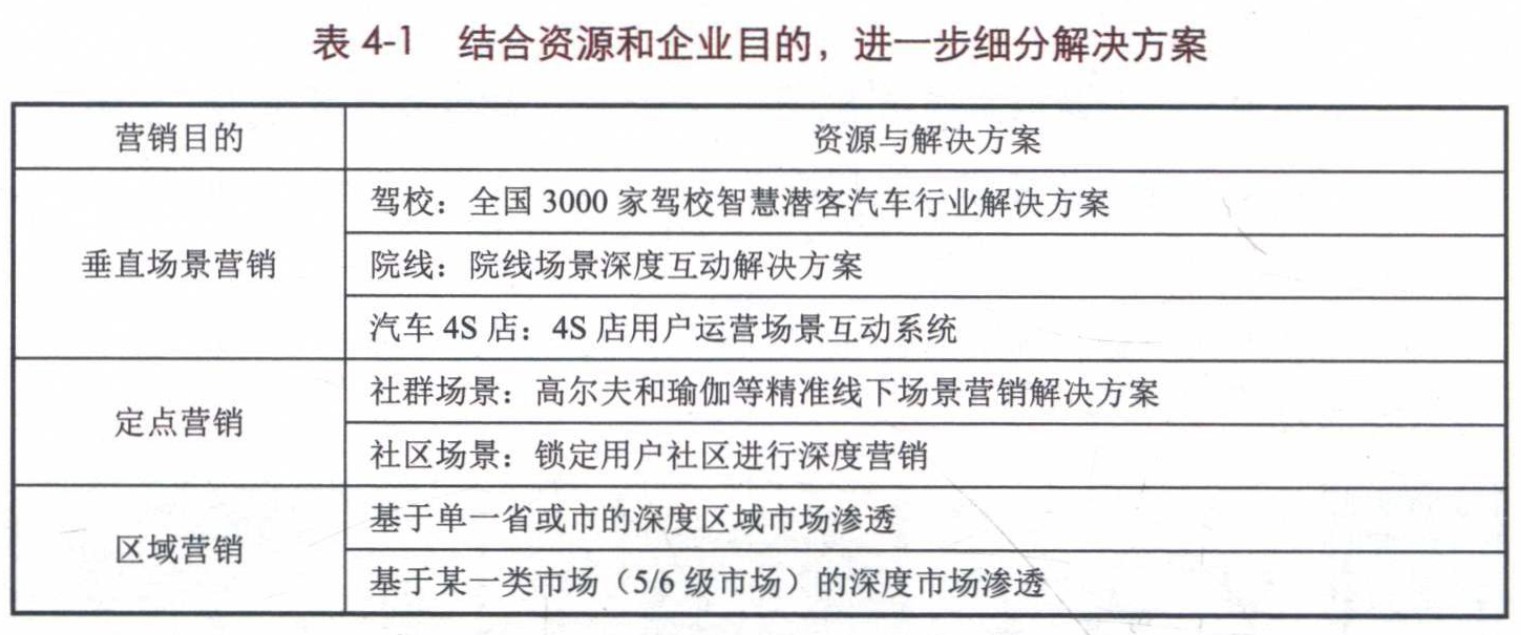 表 4-1 结合资源和企业目的，进一步细分解决方案
营销目的 资源与解决方案
垂直场景营销
驾校：全国 3000 家驾校智慧潜客汽车行业解决方案
院线：院线场景深度互动解决方案
汽车 4S 店：4S 店用户运营场景互动系统
定点营销
社群场景：高尔夫和瑜伽等精准线下场景营销解决方案
社区场景：锁定用户社区进行深度营销
区域营销
基于单一省或市的深度区域市场渗透
基于某一类市场（5/6 级市场）的深度市场渗透